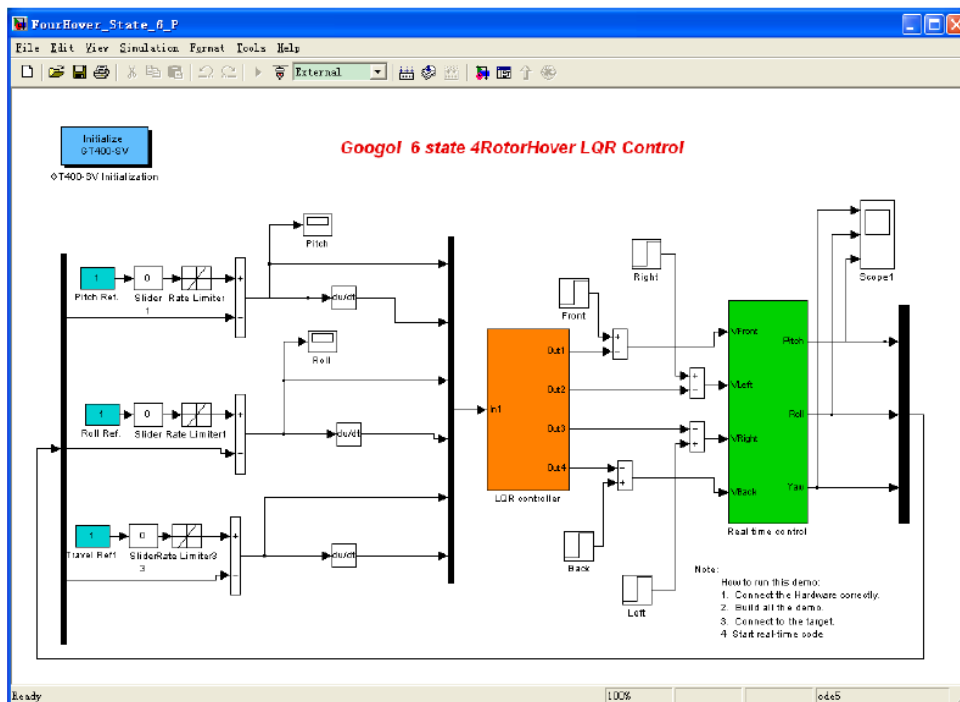 FourHover_State_6_P
File Edit View Simulation Format Tools Help
External
Initialize
GT400-SV
GT400-SV Initialization
Googol 6 state 4RotorHover LQR Control
Pitch
1
Pitch Ref.
0
Slider
1
Rate Limiter
+
-
du/dt
Roll
1
Roll Ref.
0
Slider
Rate Limiter1
+
-
du/dt
1
Travel Ref1
0
Slider
3
Rate Limiter3
+
-
du/dt
In1
Out1
Out2
Out3
Out4
LQR controller
Right
Front
+
-
+
-
-
+
-
+
Back
Left
VFront
VLeft
VRight
VBack
Pitch
Roll
Yaw
Real time control
Scope1
Note:
How to run this demo:
1. Connect the Hardware correctly.
2. Build all the demo.
3. Connect to the target.
4 Start real-time code
Ready
100%
ode5